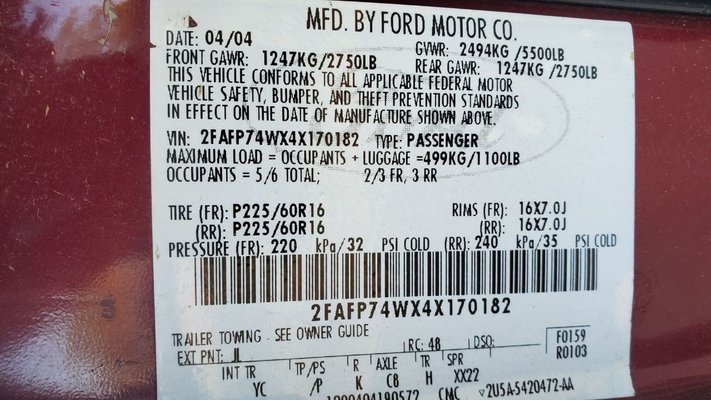 MFD. BY FORD MOTOR CO.
DATE: 04/04 GVWR: 2494KG /5500LB
FRONT GAWR: 1247KG/2750LB REAR GAWR: 1247KG /2750LB
THIS VEHICLE CONFORMS TO ALL APPLICABLE FEDERAL MOTOR
VEHICLE SAFETY, BUMPER, AND THEFT PREVENTION STANDARDS
IN EFFECT ON THE DATE OF MANUFACTURE SHOWN ABOVE.
VIN: 2FAFP74WX4X170182 TYPE: PASSENGER
MAXIMUM LOAD = OCCUPANTS + LUGGAGE =499KG/1100LB
OCCUPANTS = 5/6 TOTAL; 2/3 FR, 3 RR
TIRE (FR): P225/60R16 RIMS (FR): 16X7.0J
(RR): P225/60R16 (RR): 16X7.0J
PRESSURE (FR): 220 kPa/32 PSI COLD (RR): 240 kPa/35 PSI COLD
2FAFP74WX4X170182
TRAILER TOWING - SEE OWNER GUIDE
EXT PNT: JL RC: 48 DSO: F0159
R0103
INT TR TP/PS R AXLE TR SPR
YC /P K C8 H XX22
CMC 2U5A-5420472-AA